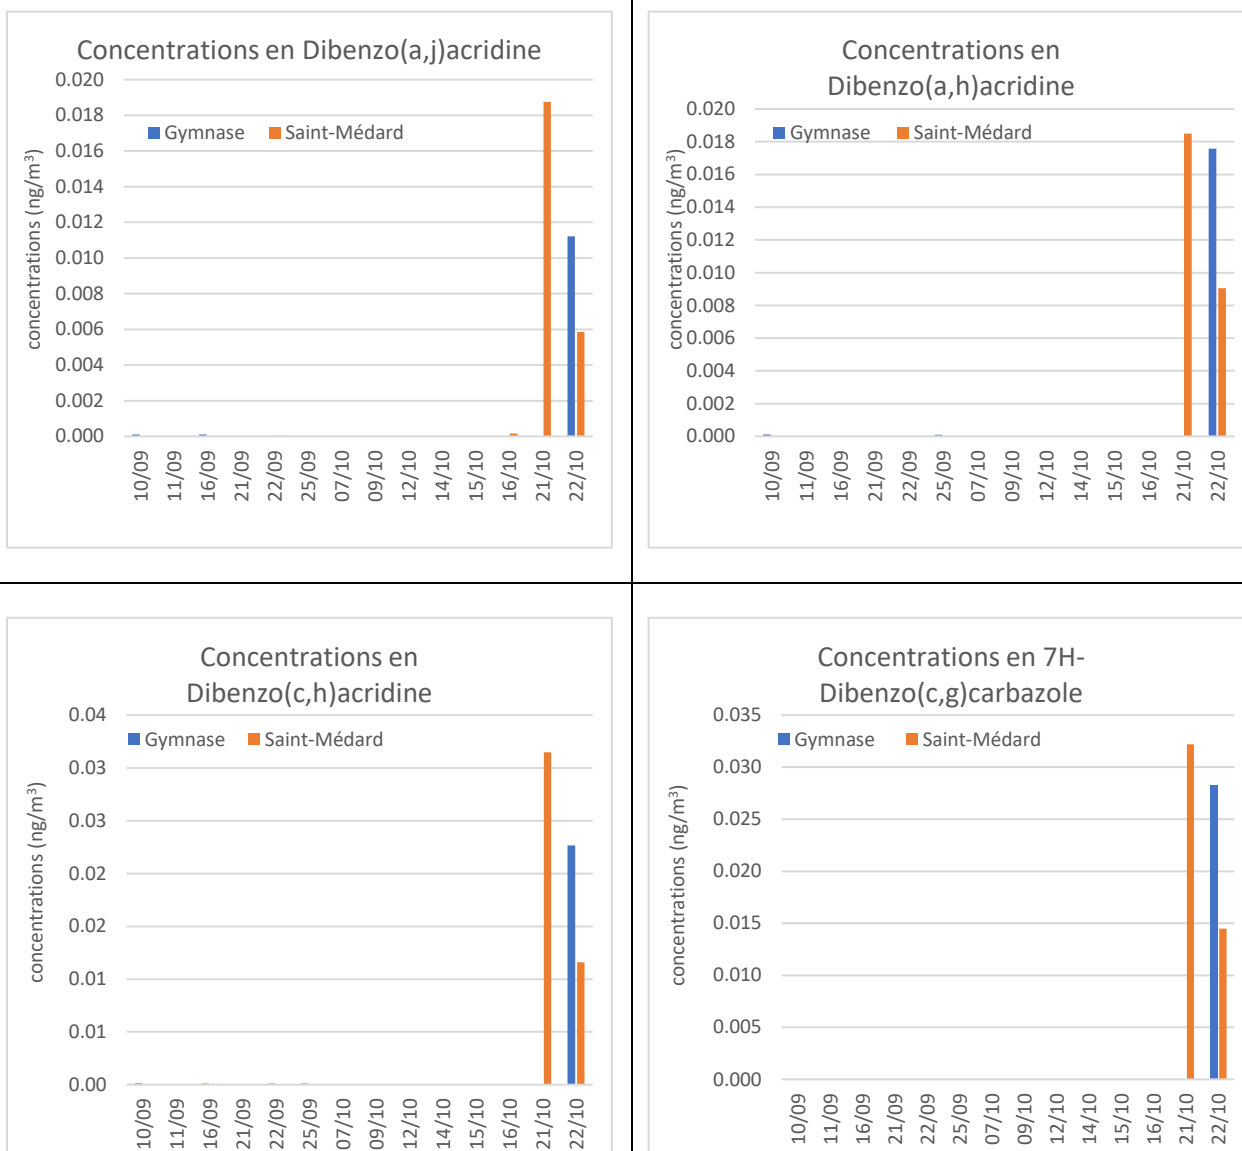 Concentrations en Dibenzo(a,j)acridine
0.020
0.018
0.016
0.014
0.012
0.010
0.008
0.006
0.004
0.002
0.000
concentrations (ng/m³)
Gymnase Saint-Médard
10/09 11/09 16/09 21/09 22/09 25/09 07/10 09/10 12/10 14/10 15/10 16/10 21/10 22/10
Concentrations en
Dibenzo(a,h)acridine
0.020
0.018
0.016
0.014
0.012
0.010
0.008
0.006
0.004
0.002
0.000
concentrations (ng/m³)
Gymnase Saint-Médard
10/09 11/09 16/09 21/09 22/09 25/09 07/10 09/10 12/10 14/10 15/10 16/10 21/10 22/10
Concentrations en
Dibenzo(c,h)acridine
0.04
0.03
0.03
0.02
0.02
0.01
0.01
0.00
concentrations (ng/m³)
Gymnase Saint-Médard
10/09 11/09 16/09 21/09 22/09 25/09 07/10 09/10 12/10 14/10 15/10 16/10 21/10 22/10
Concentrations en 7H-
Dibenzo(c,g)carbazole
0.035
0.030
0.025
0.020
0.015
0.010
0.005
0.000
concentrations (ng/m³)
Gymnase Saint-Médard
10/09 11/09 16/09 21/09 22/09 25/09 07/10 09/10 12/10 14/10 15/10 16/10 21/10 22/10